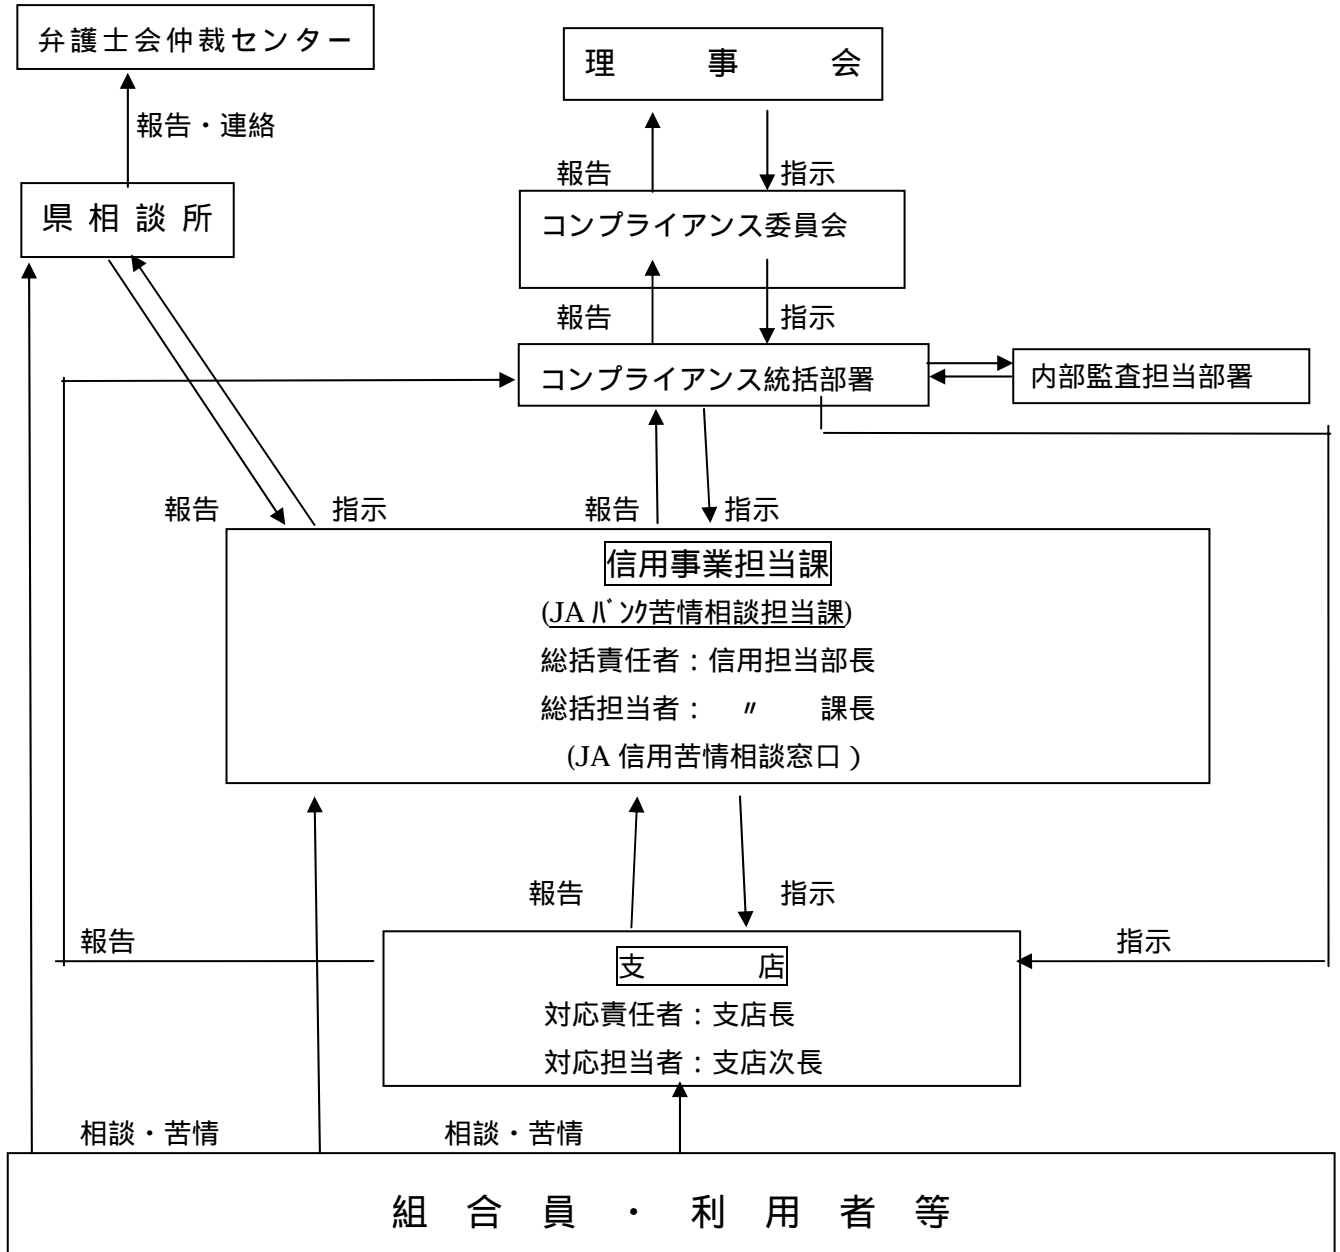 弁護士会仲裁センター
理　事　会
報告・連絡
報告　指示
県相談所
コンプライアンス委員会
報告　指示
コンプライアンス統括部署
内部監査担当部署
報告　指示　報告　指示
信用事業担当課
(JAバンク苦情相談担当課)
総括責任者：信用担当部長
総括担当者：　〃　課長
(JA 信用苦情相談窓口）
報告　指示
報告　指示
支　店
対応責任者：支店長
対応担当者：支店次長
相談・苦情　相談・苦情
組　合　員　・　利　用　者　等